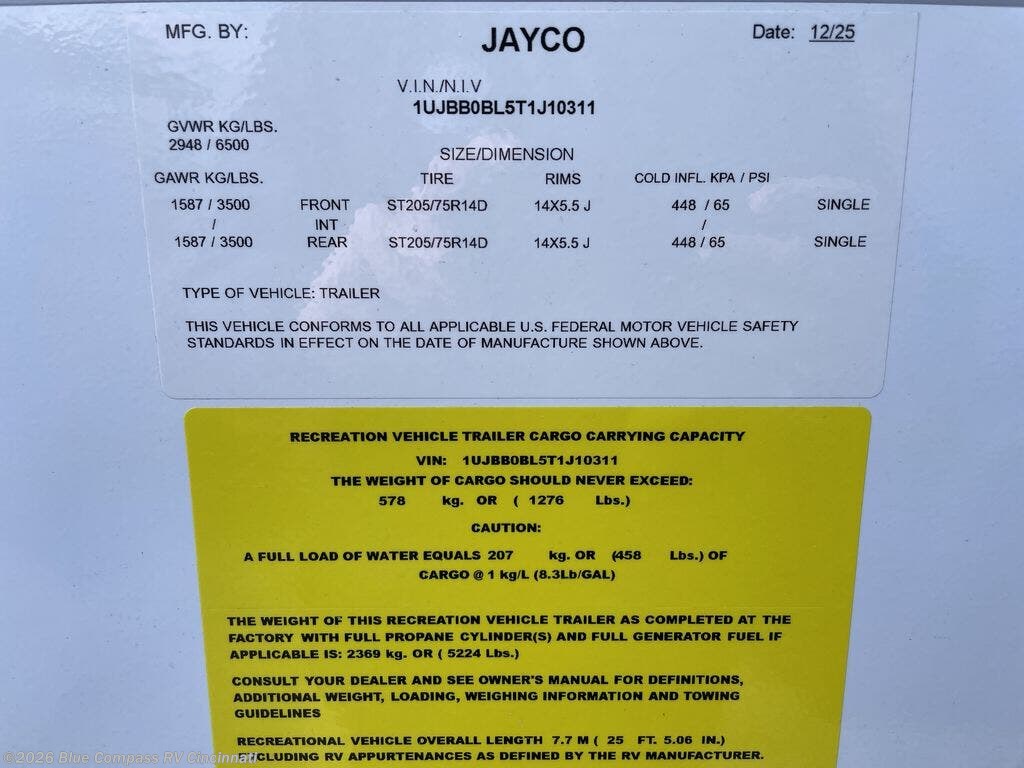 MFG. BY: JAYCO Date: 12/25
V.I.N./N.I.V
1UJBB0BL5T1J10311
GVWR KG/LBS.
2948 / 6500
SIZE/DIMENSION
GAWR KG/LBS. TIRE RIMS COLD INFL. KPA / PSI
1587 / 3500 FRONT ST205/75R14D 14X5.5 J 448 / 65 SINGLE
/ INT /
1587 / 3500 REAR ST205/75R14D 14X5.5 J 448 / 65 SINGLE
TYPE OF VEHICLE: TRAILER
THIS VEHICLE CONFORMS TO ALL APPLICABLE U.S. FEDERAL MOTOR VEHICLE SAFETY
STANDARDS IN EFFECT ON THE DATE OF MANUFACTURE SHOWN ABOVE.
RECREATION VEHICLE TRAILER CARGO CARRYING CAPACITY
VIN: 1UJBB0BL5T1J10311
THE WEIGHT OF CARGO SHOULD NEVER EXCEED:
578 kg. OR ( 1276 Lbs.)
CAUTION:
A FULL LOAD OF WATER EQUALS 207 kg. OR (458 Lbs.) OF
CARGO @ 1 kg/L (8.3Lb/GAL)
THE WEIGHT OF THIS RECREATION VEHICLE TRAILER AS COMPLETED AT THE
FACTORY WITH FULL PROPANE CYLINDER(S) AND FULL GENERATOR FUEL IF
APPLICABLE IS: 2369 kg. OR ( 5224 Lbs.)
CONSULT YOUR DEALER AND SEE OWNER'S MANUAL FOR DEFINITIONS,
ADDITIONAL WEIGHT, LOADING, WEIGHING INFORMATION AND TOWING
GUIDELINES
RECREATIONAL VEHICLE OVERALL LENGTH 7.7 M ( 25 FT. 5.06 IN.)
EXCLUDING RV APPURTENANCES AS DEFINED BY THE RV MANUFACTURER.
©2026 Blue Compass RV Cincinnati